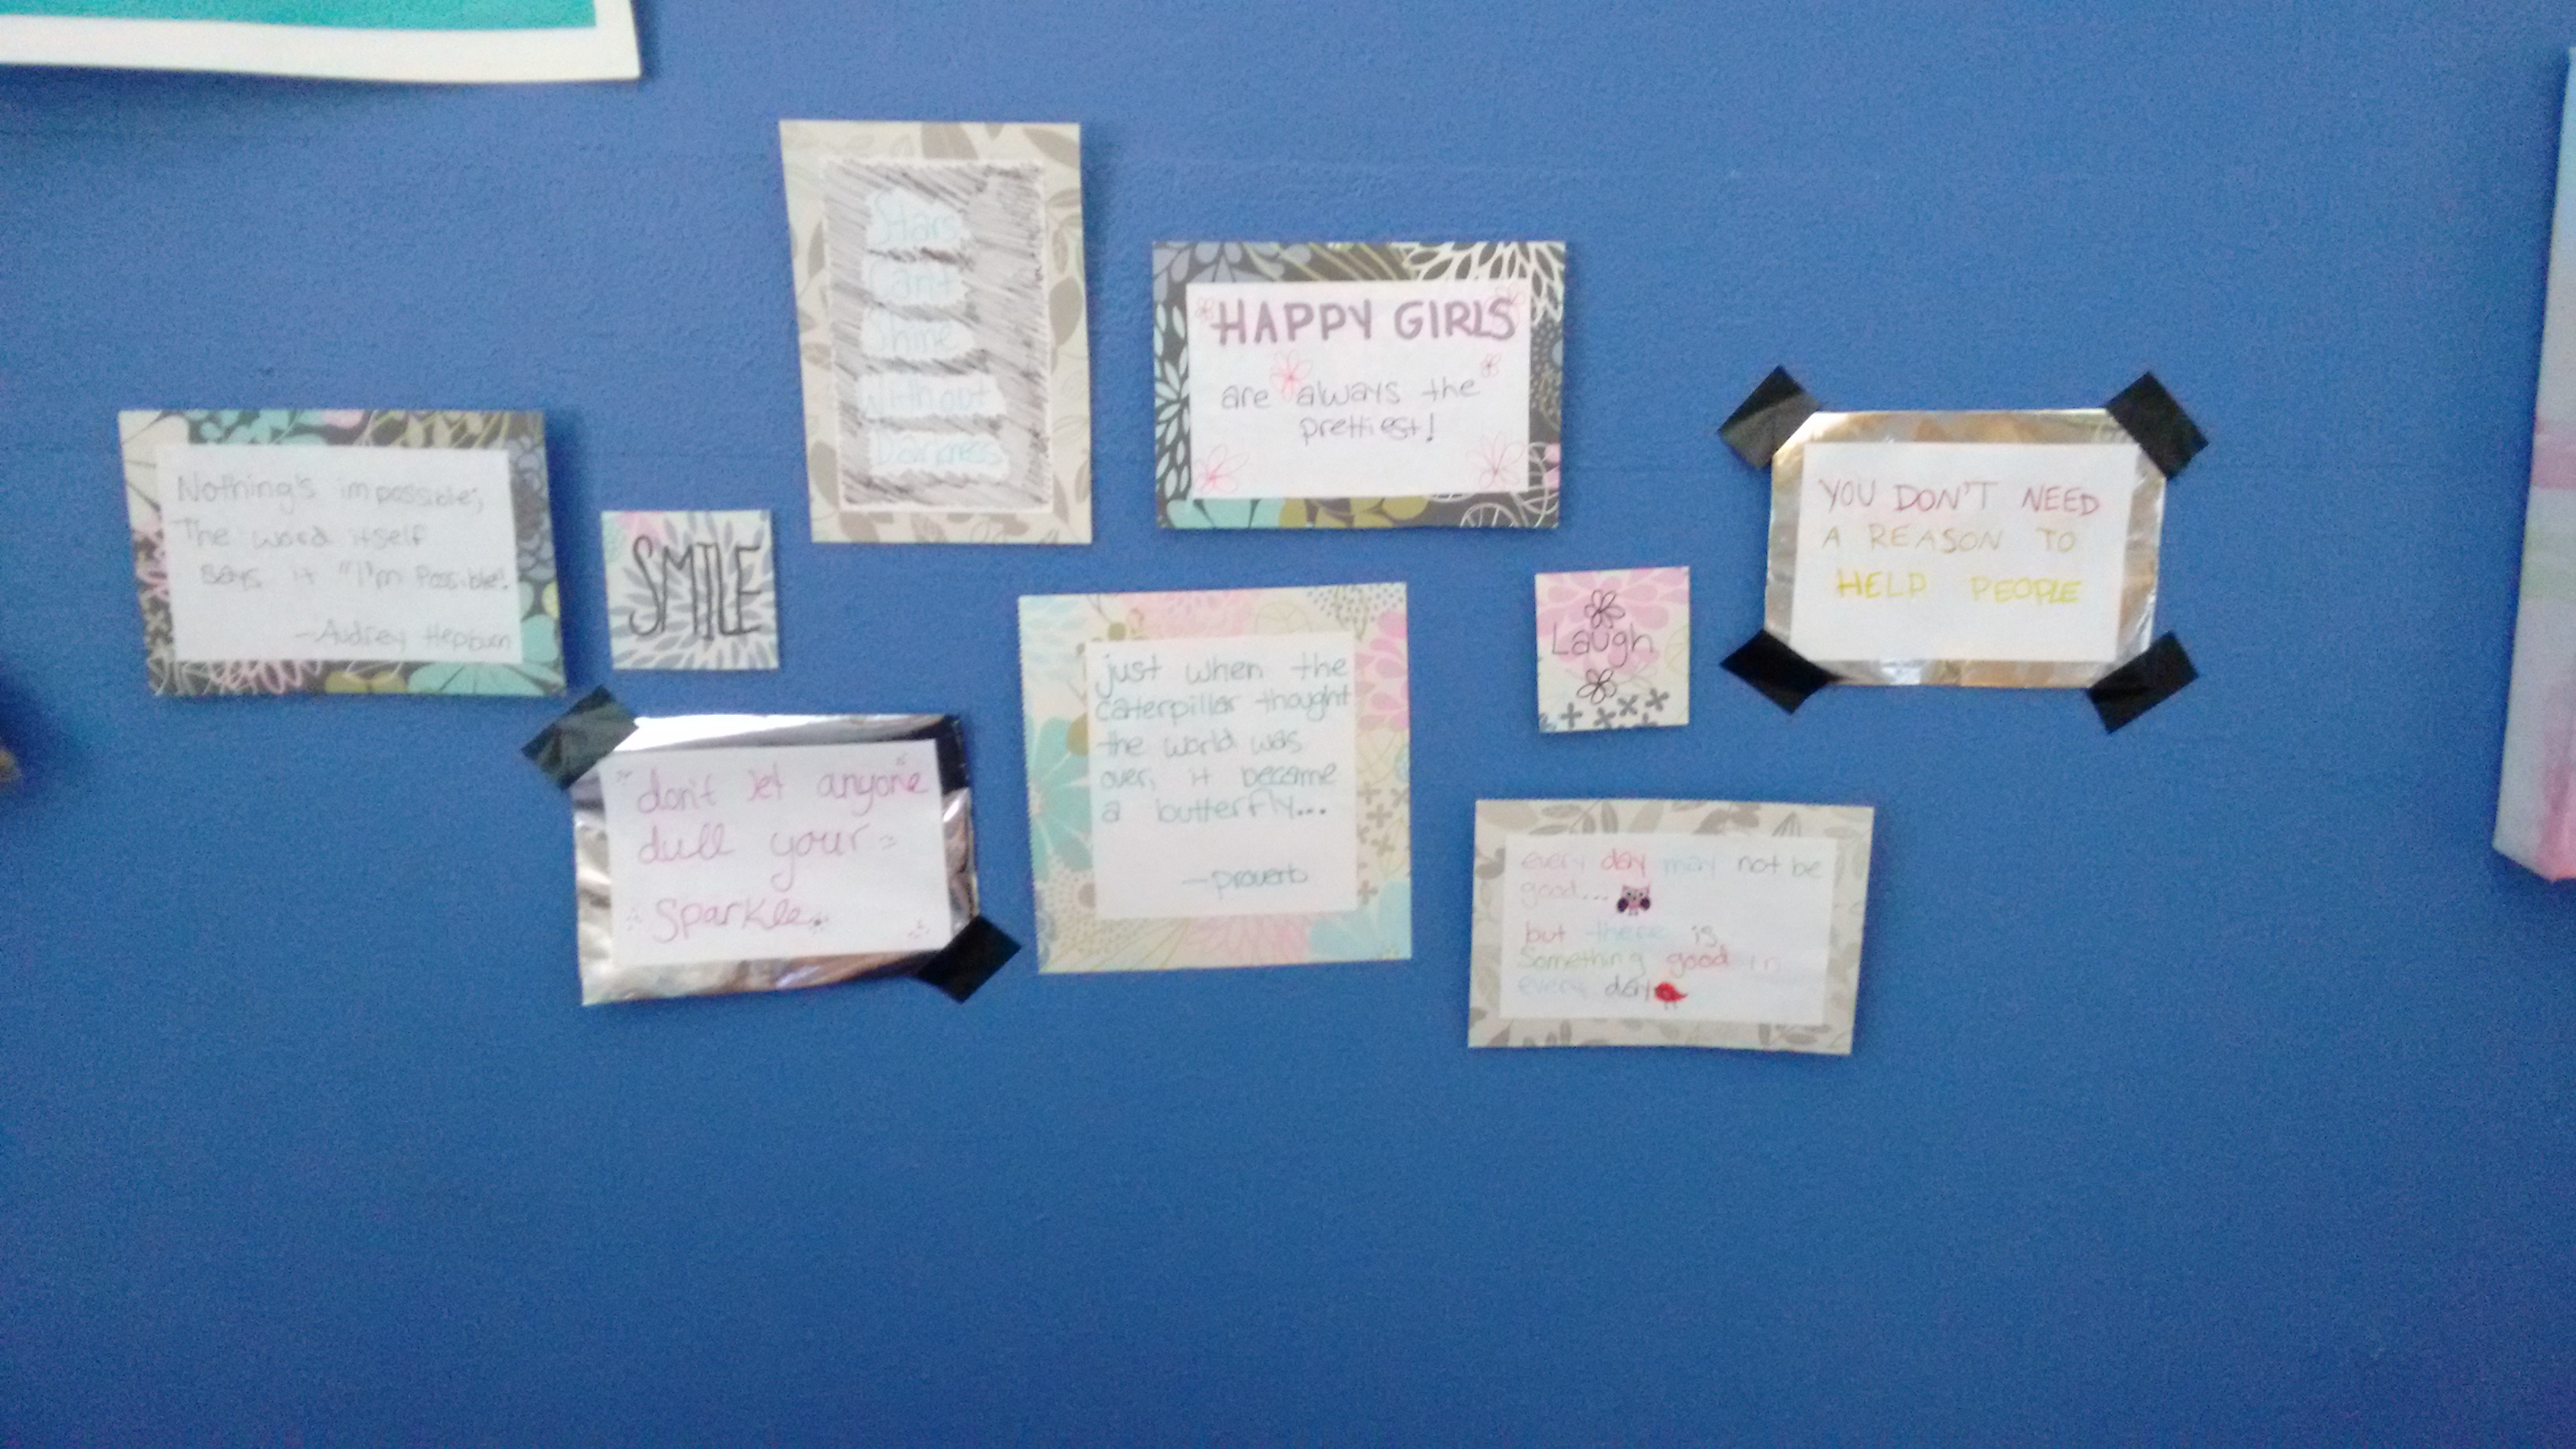 Nothing's impossible;
The word itself
says it "I'm Possible!
-Audrey Hepburn
SMILE
Stars
Can't
Shine
Without
Darkness
HAPPY GIRLS
are always the
prettiest!
YOU DON'T NEED
A REASON TO
HELP PEOPLE
don't let anyone
dull your
sparkle
just when the
caterpillar thought
the world was
over, it became
a butterfly...
-proverb
Laugh
every day may not be
good...
but there is
Something good in
every day